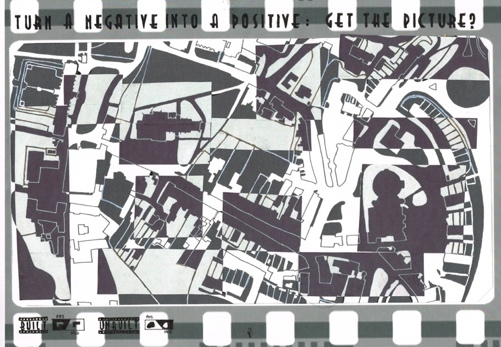 TURN A NEGATIVE INTO A POSITIVE: GET THE PICTURE?
BUILT
UNBUILT